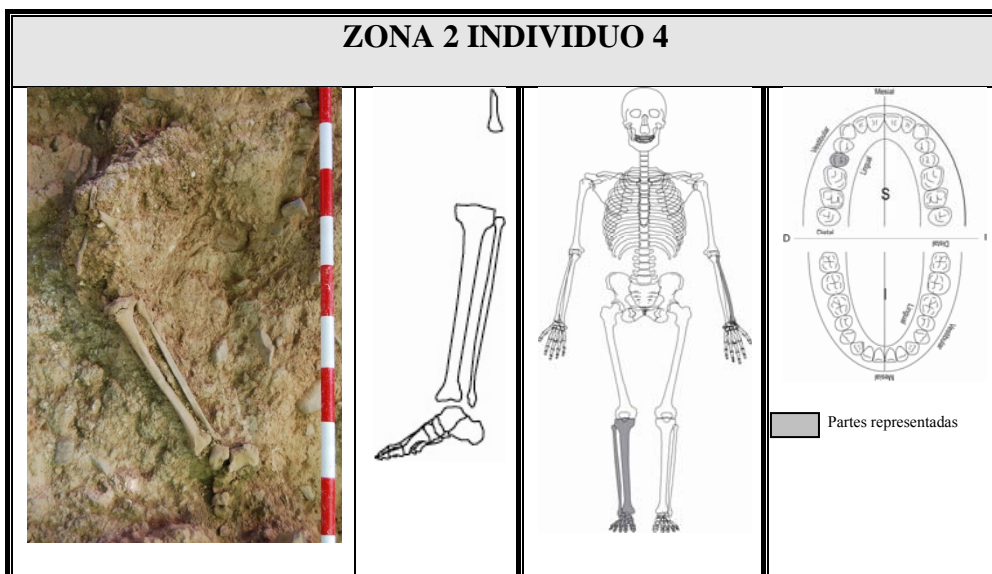 ZONA 2 INDIVIDUO 4
Mesial
Vestibular
Lingual
S
Distal
D
I
Distal
I
Lingual
Vestibular
Mesial
Partes representadas